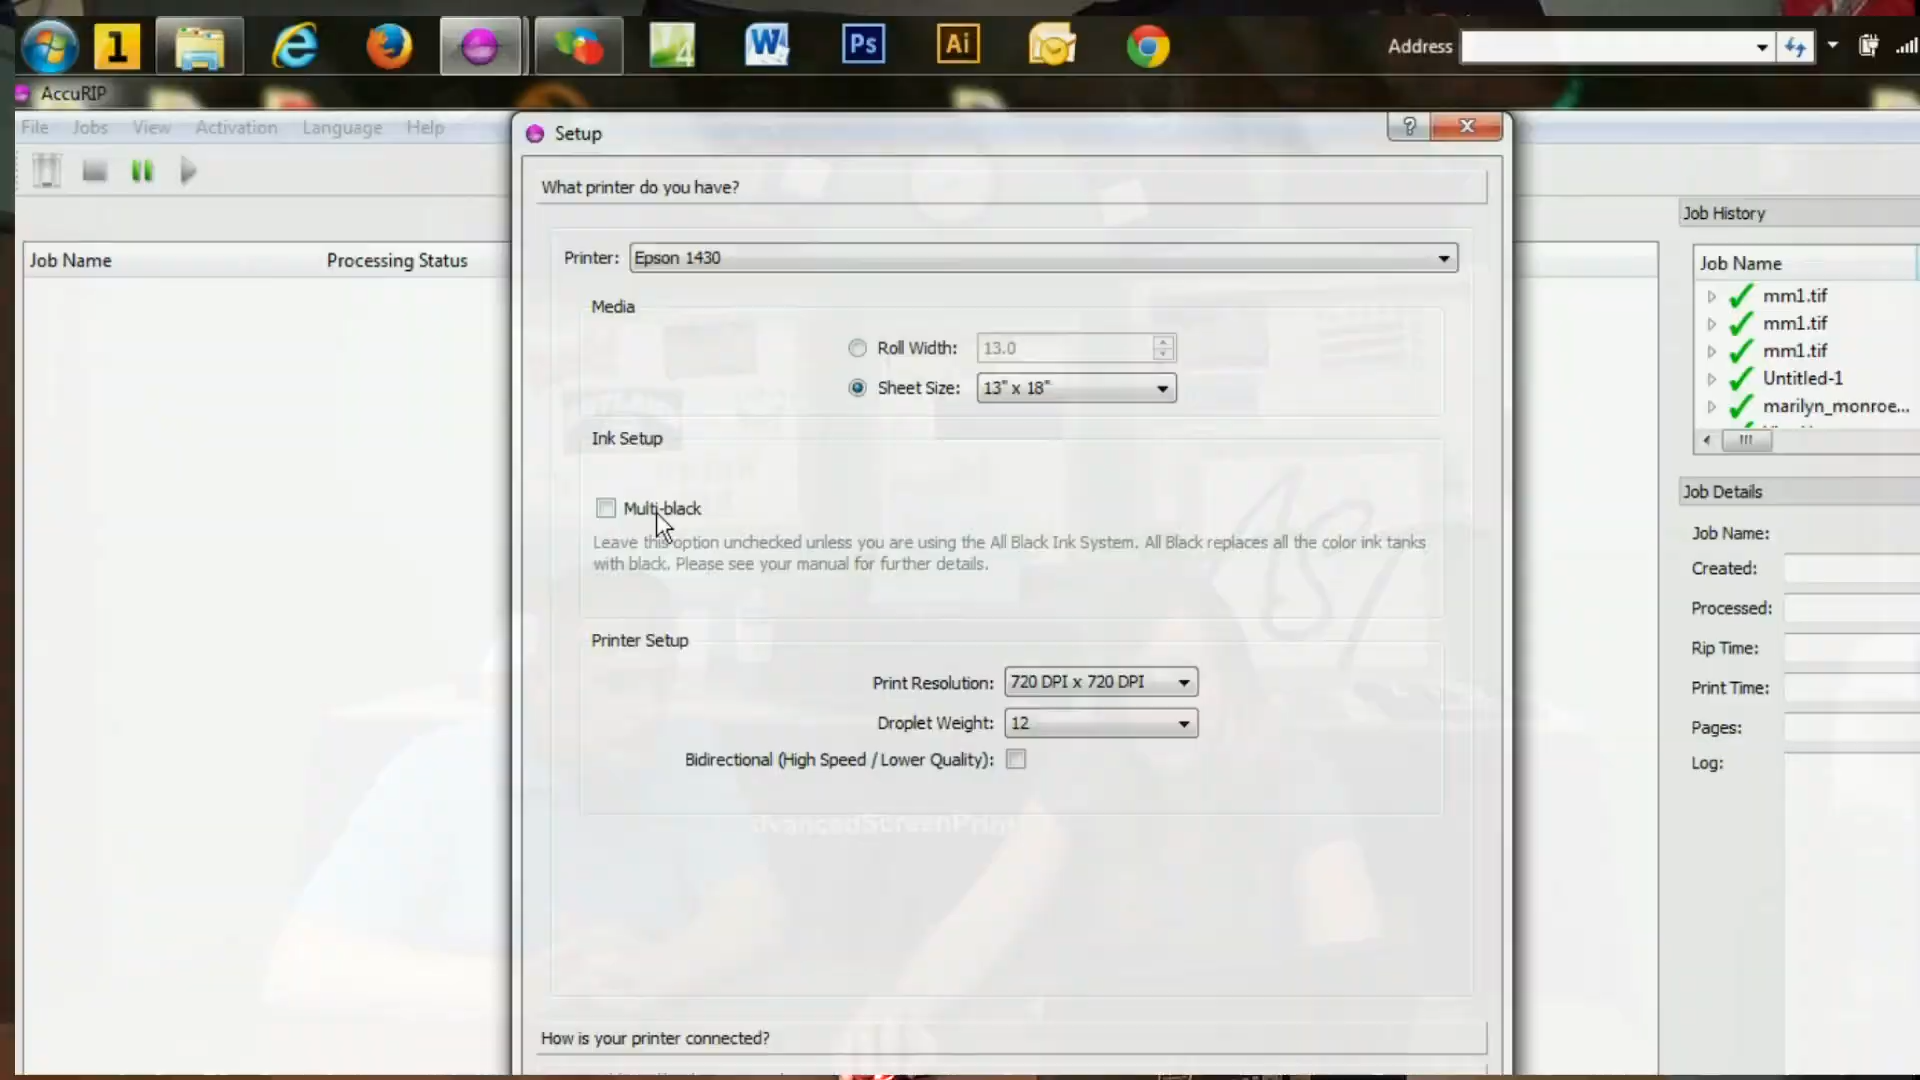 1
4
W
Ps
Ai
Address
AccuRIP
File Jobs View Activation Language Help
Setup
?
What printer do you have?
Job History
Job Name Processing Status
Printer: Epson 1430
Job Name
mm1.tif
mm1.tif
mm1.tif
Untitled-1
marilyn_monroe...
Media
Roll Width: 13.0
Sheet Size: 13" x 18"
Ink Setup
Multi-black
Leave this option unchecked unless you are using the All Black Ink System. All Black replaces all the color ink tanks
with black. Please see your manual for further details.
Job Details
Job Name:
Created:
Processed:
Rip Time:
Print Time:
Pages:
Log:
Printer Setup
Print Resolution: 720 DPI x 720 DPI
Droplet Weight: 12
Bidirectional (High Speed / Lower Quality):
How is your printer connected?